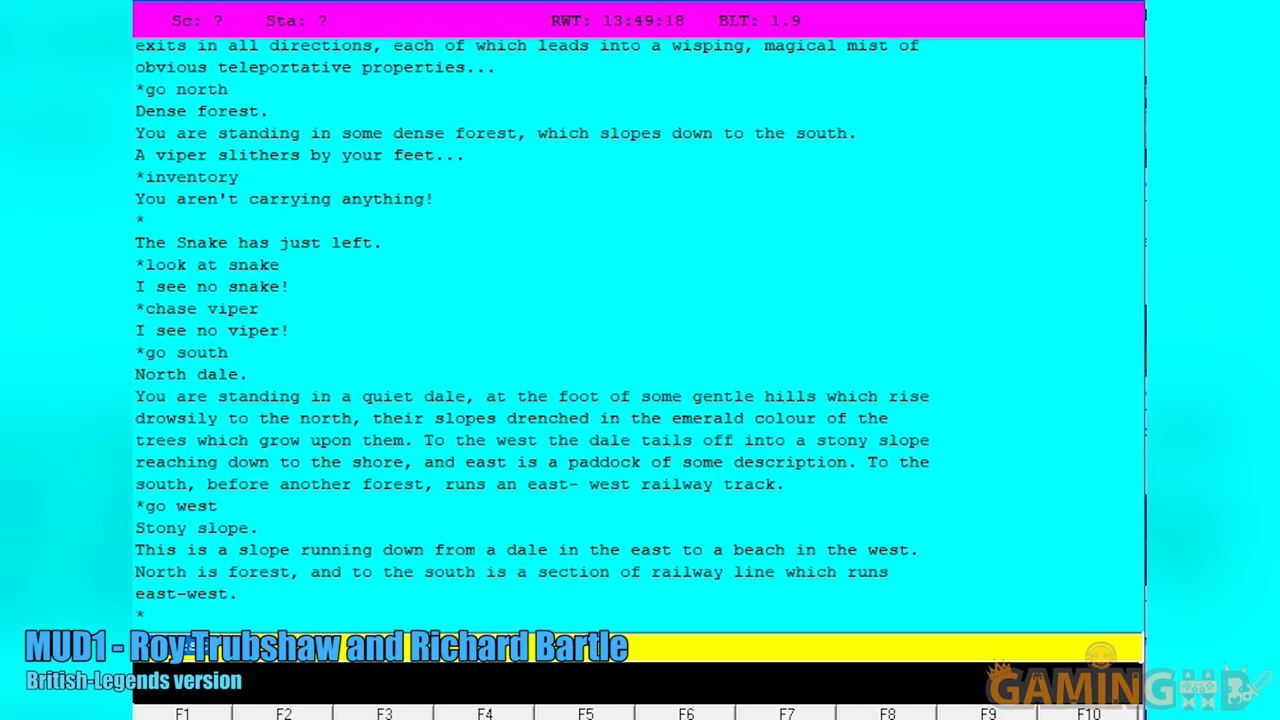 Sc: ? Sta: ? RWT: 13:49:18 BLT: 1.9
exits in all directions, each of which leads into a wisping, magical mist of
obvious teleportative properties...
*go north
Dense forest.
You are standing in some dense forest, which slopes down to the south.
A viper slithers by your feet...
*inventory
You aren't carrying anything!
*
The Snake has just left.
*look at snake
I see no snake!
*chase viper
I see no viper!
*go south
North dale.
You are standing in a quiet dale, at the foot of some gentle hills which rise
drowsily to the north, their slopes drenched in the emerald colour of the
trees which grow upon them. To the west the dale tails off into a stony slope
reaching down to the shore, and east is a paddock of some description. To the
south, before another forest, runs an east- west railway track.
*go west
Stony slope.
This is a slope running down from a dale in the east to a beach in the west.
North is forest, and to the south is a section of railway line which runs
east-west.
*
MUD1 - Roy Trubshaw and Richard Bartle
British-Legends version
GAMING
F1 F2 F3 F4 F5 F6 F7 F8 F9 F10